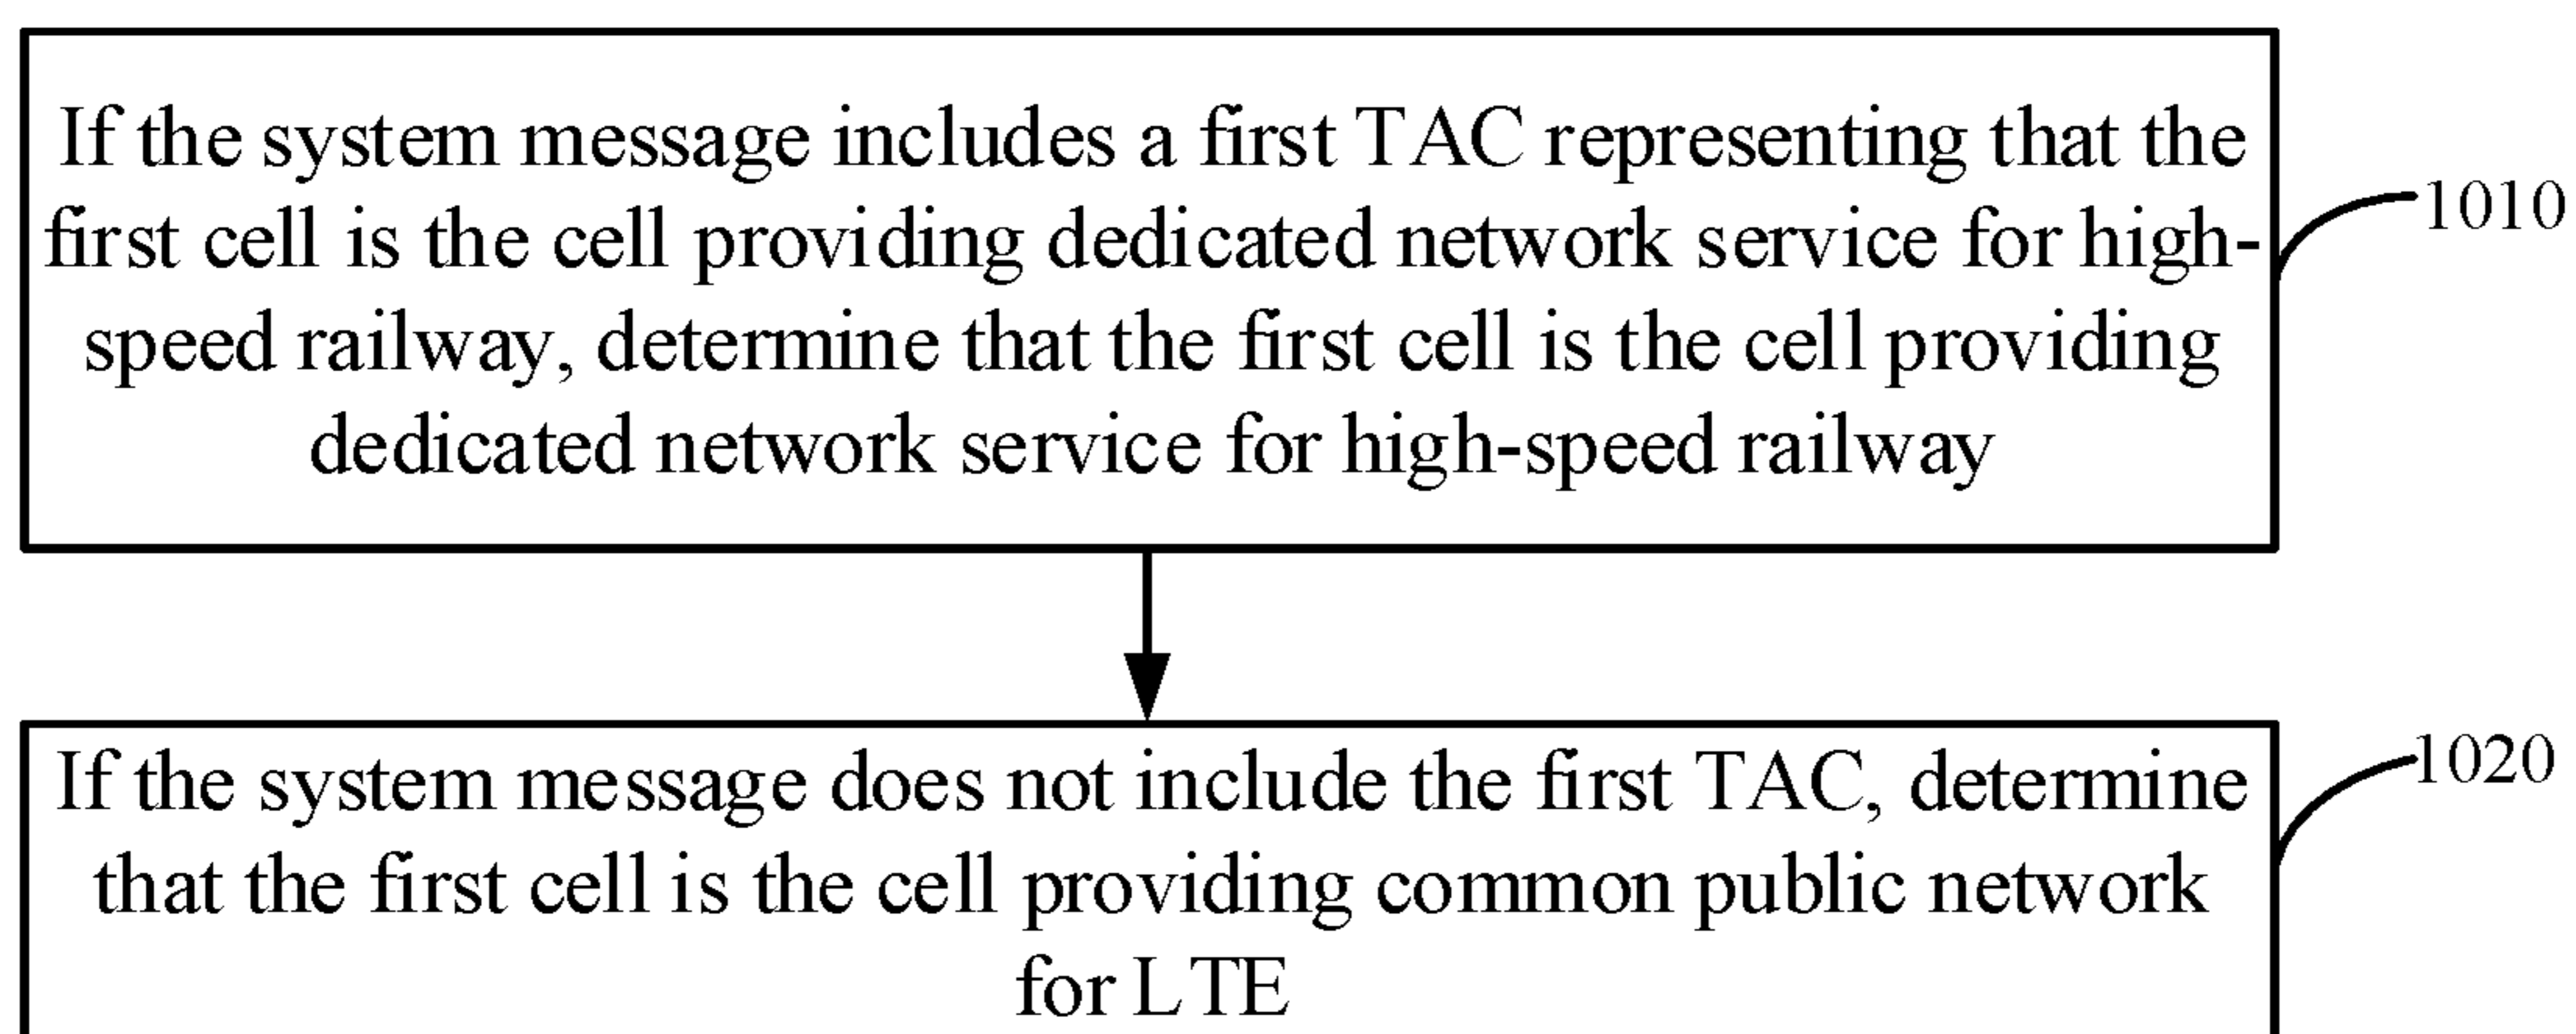 If the system message includes a first TAC representing that the
first cell is the cell providing dedicated network service for high-
speed railway, determine that the first cell is the cell providing
dedicated network service for high-speed railway
1010
If the system message does not include the first TAC, determine
that the first cell is the cell providing common public network
for LTE
1020